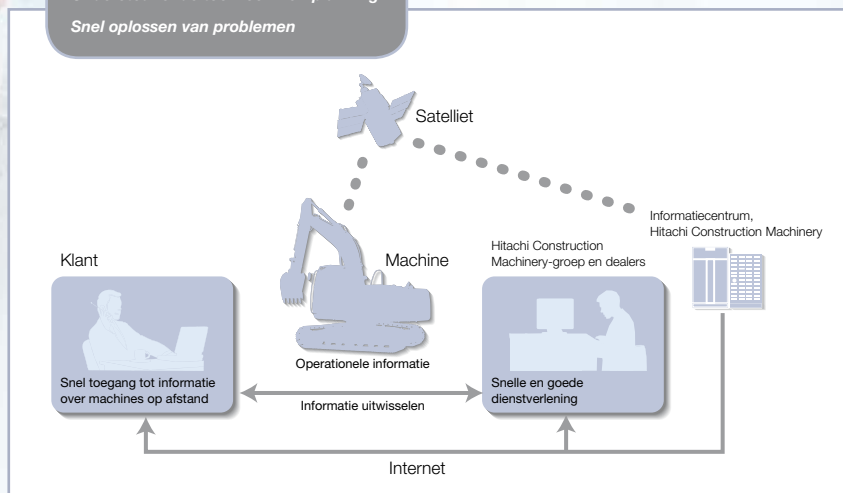 Snel oplossen van problemen
Satelliet
Informatiecentrum,
Hitachi Construction Machinery
Klant
Machine
Hitachi Construction
Machinery-groep en dealers
Operationele informatie
Snel toegang tot informatie
over machines op afstand
Informatie uitwisselen
Snelle en goede
dienstverlening
Internet